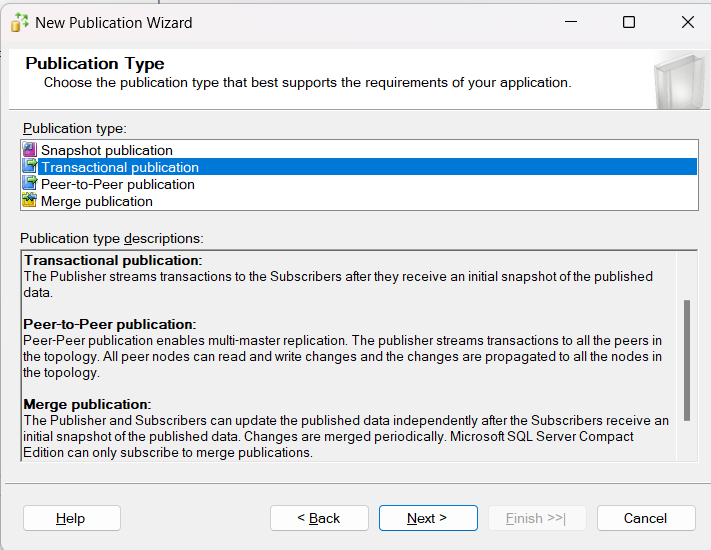 New Publication Wizard
Publication Type
Choose the publication type that best supports the requirements of your application.
Publication type:
Snapshot publication
Transactional publication
Peer-to-Peer publication
Merge publication
Publication type descriptions:
Transactional publication:
The Publisher streams transactions to the Subscribers after they receive an initial snapshot of the published
data.
Peer-to-Peer publication:
Peer-Peer publication enables multi-master replication. The publisher streams transactions to all the peers in
the topology. All peer nodes can read and write changes and the changes are propagated to all the nodes in
the topology.
Merge publication:
The Publisher and Subscribers can update the published data independently after the Subscribers receive an
initial snapshot of the published data. Changes are merged periodically. Microsoft SQL Server Compact
Edition can only subscribe to merge publications.
Help
< Back
Next >
Finish >>|
Cancel